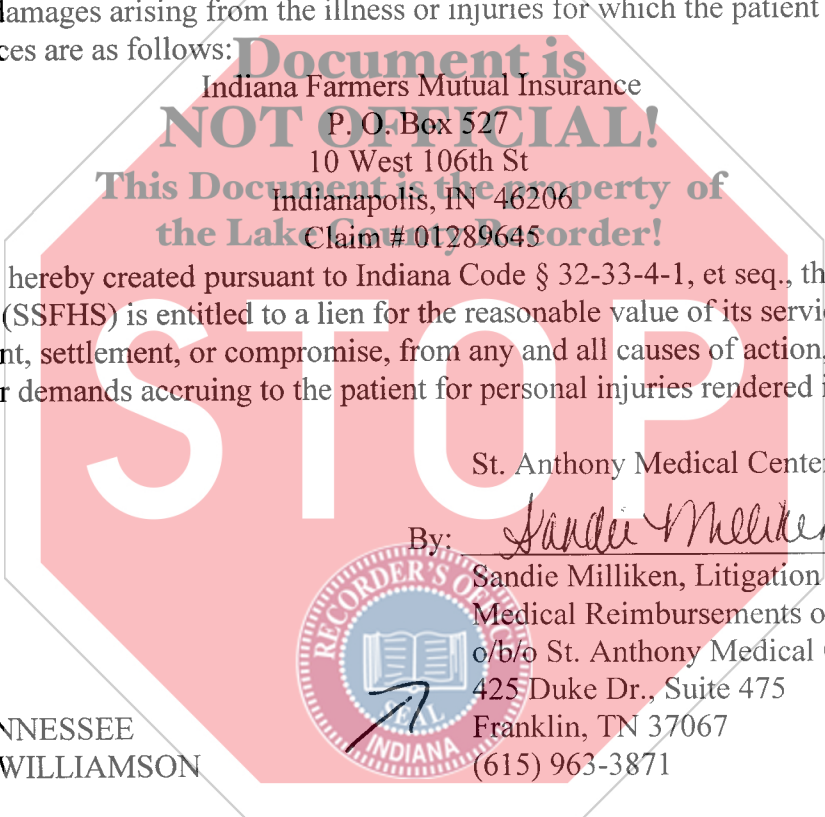 damages arising from the illness or injuries for which the patient
ces are as follows:
Document is
Indiana Farmers Mutual Insurance
NOT OFFICIAL!
P. O. Box 527
10 West 106th St
This Document is the property of
Indianapolis, IN 46206
the Lake County Recorder!
Claim # 01289645
hereby created pursuant to Indiana Code § 32-33-4-1, et seq., th
(SSFHS) is entitled to a lien for the reasonable value of its servi
nt, settlement, or compromise, from any and all causes of action,
r demands accruing to the patient for personal injuries rendered i
STOP
St. Anthony Medical Center
By: Sandie Milliken
Sandie Milliken, Litigation
Medical Reimbursements o
o/b/o St. Anthony Medical
425 Duke Dr., Suite 475
Franklin, TN 37067
(615) 963-3871
RECORDER'S OFFICE
SEAL
INDIANA
NNESSEE
WILLIAMSON